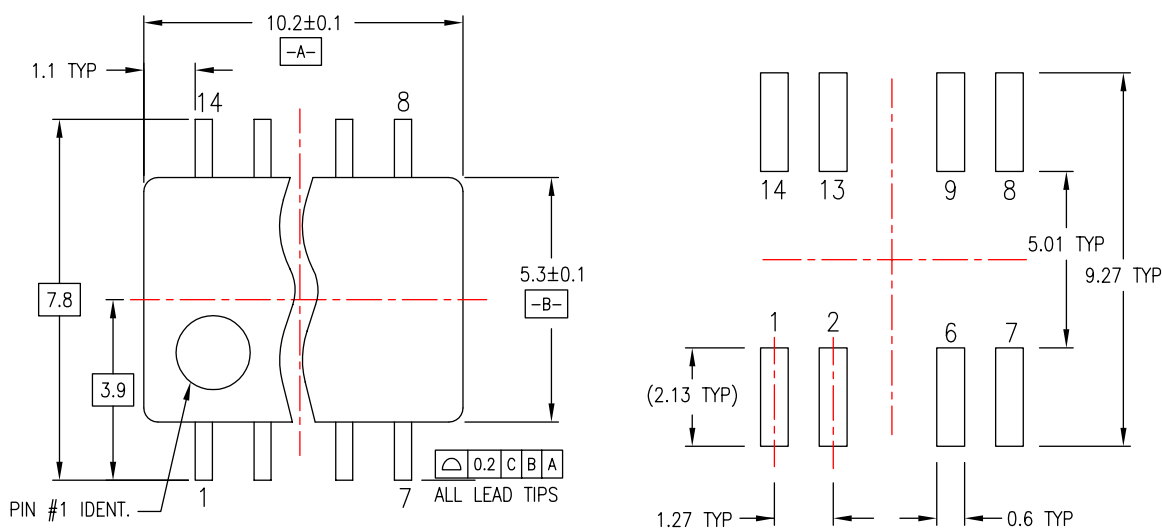 10.2±0.1
-A-
1.1 TYP
14 8
7.8
3.9
5.3±0.1
-B-
PIN #1 IDENT.
1 7
⌓ 0.2 C B A
ALL LEAD TIPS
14 13 9 8
5.01 TYP
9.27 TYP
1 2 6 7
(2.13 TYP)
1.27 TYP
0.6 TYP